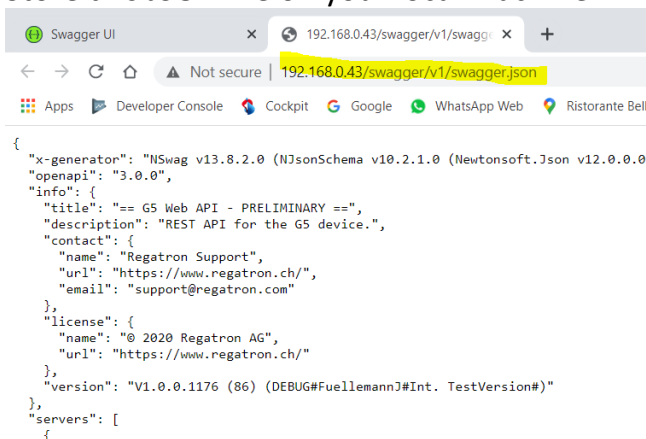 Swagger UI
192.168.0.43/swagger/v1/swagge
Not secure | 192.168.0.43/swagger/v1/swagger.json
Apps Developer Console Cockpit Google WhatsApp Web Ristorante Bel
{
"x-generator": "NSwag v13.8.2.0 (NJsonSchema v10.2.1.0 (Newtonsoft.Json v12.0.0.0
"openapi": "3.0.0",
"info": {
"title": "== G5 Web API - PRELIMINARY ==",
"description": "REST API for the G5 device.",
"contact": {
"name": "Regatron Support",
"url": "https://www.regatron.ch/",
"email": "support@regatron.com"
},
"license": {
"name": "© 2020 Regatron AG",
"url": "https://www.regatron.ch/"
},
"version": "V1.0.0.1176 (86) (DEBUG#FuellemannJ#Int. TestVersion#)"
},
"servers": [
{